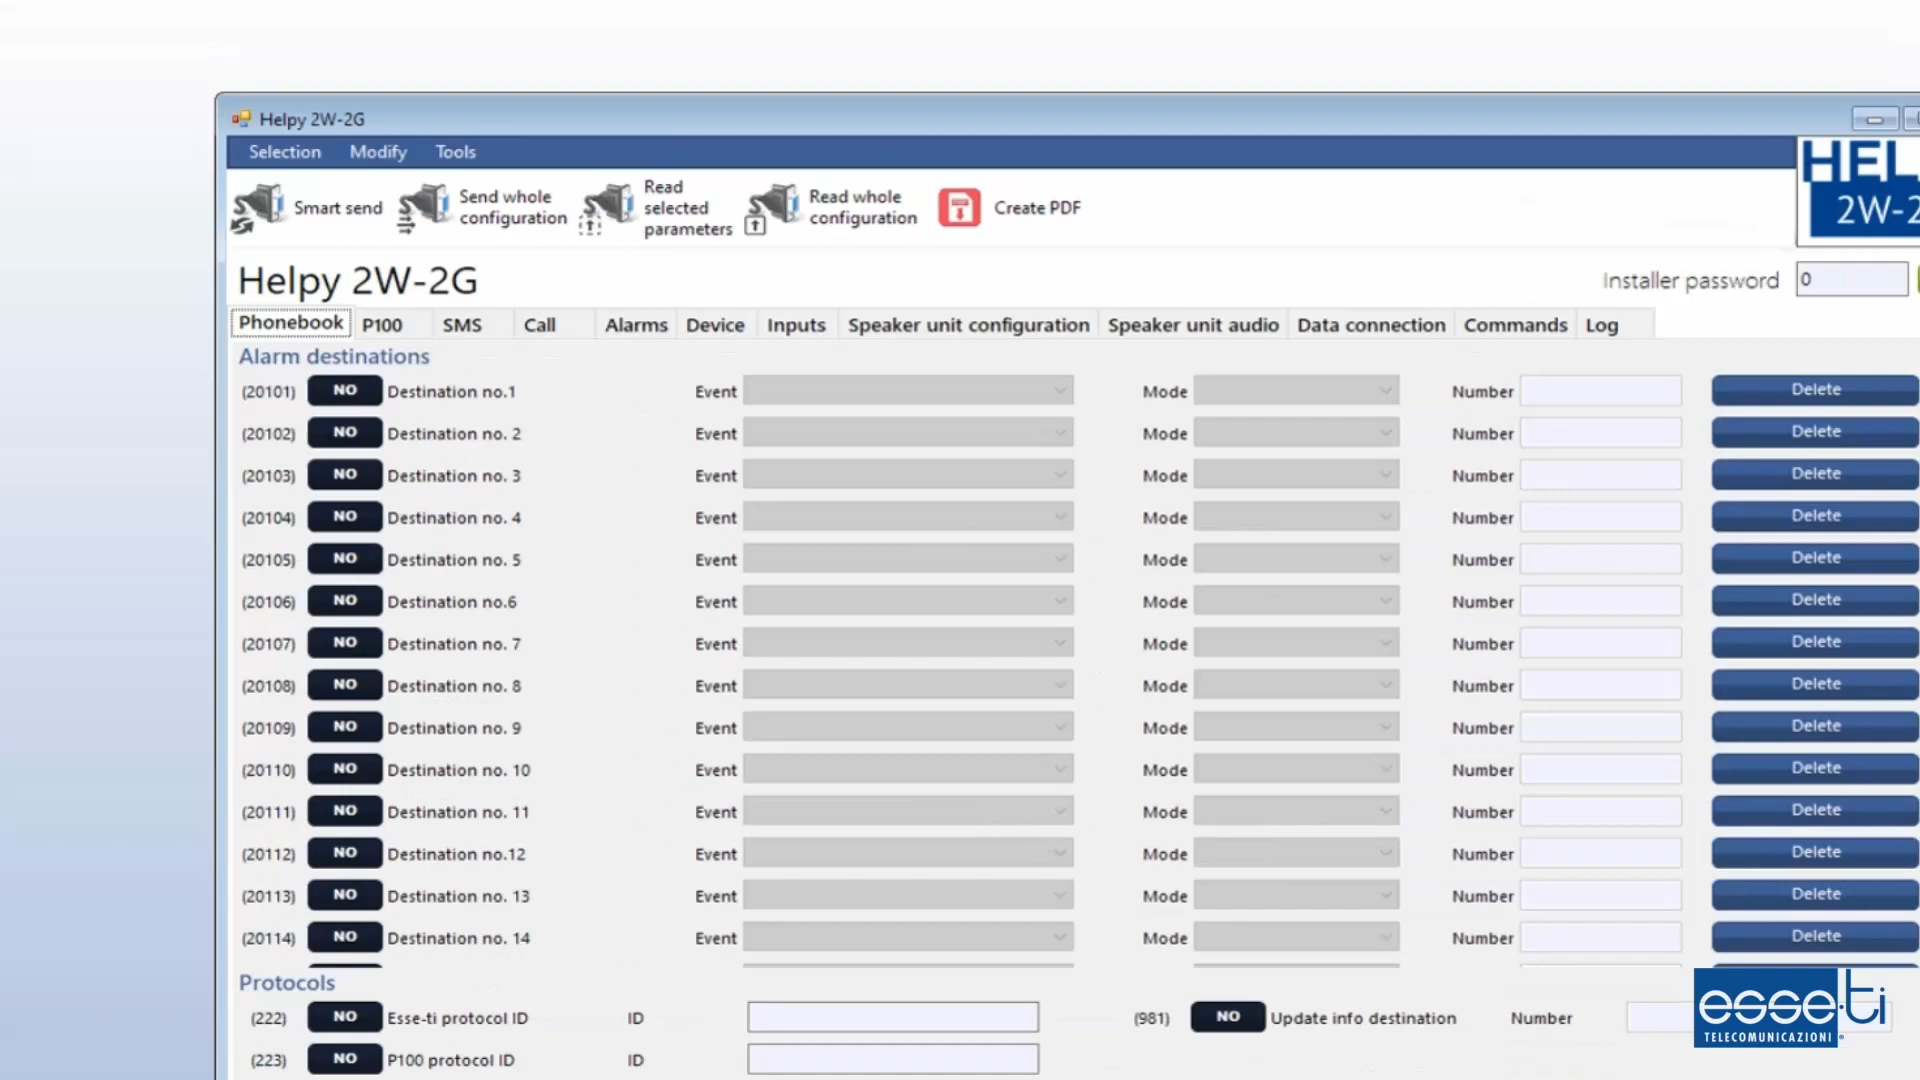 Helpy 2W-2G
Selection Modify Tools
Smart send
Send whole
configuration
Read
selected
parameters
Read whole
configuration
Create PDF
HEL
2W-2
Helpy 2W-2G
Installer password 0
Phonebook P100 SMS Call Alarms Device Inputs Speaker unit configuration Speaker unit audio Data connection Commands Log
Alarm destinations
(20101) NO Destination no.1 Event Mode Number Delete
(20102) NO Destination no. 2 Event Mode Number Delete
(20103) NO Destination no. 3 Event Mode Number Delete
(20104) NO Destination no. 4 Event Mode Number Delete
(20105) NO Destination no. 5 Event Mode Number Delete
(20106) NO Destination no.6 Event Mode Number Delete
(20107) NO Destination no. 7 Event Mode Number Delete
(20108) NO Destination no. 8 Event Mode Number Delete
(20109) NO Destination no. 9 Event Mode Number Delete
(20110) NO Destination no. 10 Event Mode Number Delete
(20111) NO Destination no. 11 Event Mode Number Delete
(20112) NO Destination no.12 Event Mode Number Delete
(20113) NO Destination no. 13 Event Mode Number Delete
(20114) NO Destination no. 14 Event Mode Number Delete
Protocols
(222) NO Esse-ti protocol ID ID (981) NO Update info destination Number
(223) NO P100 protocol ID ID
esse-ti
TELECOMUNICAZIONI